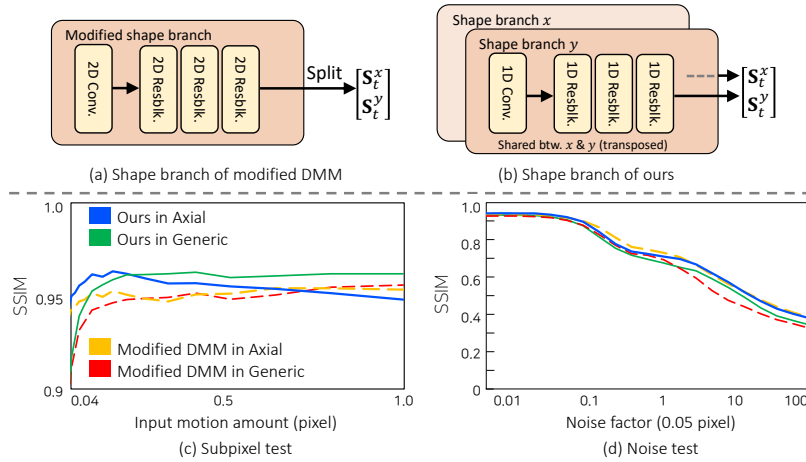 Modified shape branch
2D Conv.
2D Resblk.
2D Resblk.
2D Resblk.
Split
S_t^x
S_t^y
(a) Shape branch of modified DMM
Shape branch x
Shape branch y
1D Conv.
1D Resblk.
1D Resblk.
1D Resblk.
Shared btw. x & y (transposed)
S_t^x
S_t^y
(b) Shape branch of ours
1.0
0.95
0.9
SSIM
Ours in Axial
Ours in Generic
Modified DMM in Axial
Modified DMM in Generic
0.04
0.5
1.0
Input motion amount (pixel)
(c) Subpixel test
1.0
0.8
0.6
0.4
0.2
0
SSIM
0.01
0.1
1
10
100
Noise factor (0.05 pixel)
(d) Noise test